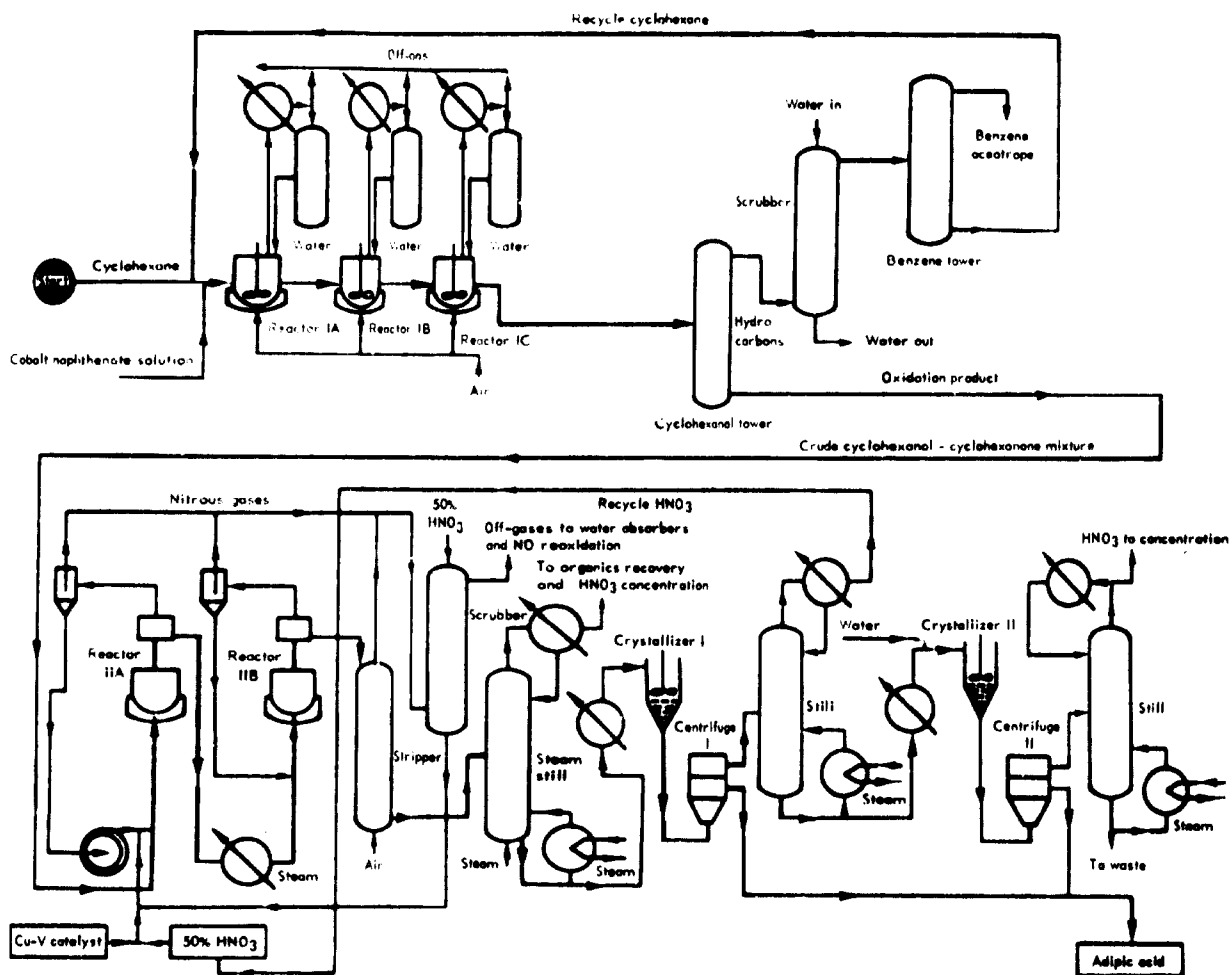 Recycle cyclohexane
Off-gas
Water in
Benzene
aceotrope
Scrubber
Water
Water
Water
Benzene tower
Start
Cyclohexane
Reactor IA
Reactor IB
Reactor IC
Hydro
carbons
Water out
Cobalt naphthenate solution
Air
Oxidation product
Cyclohexanol tower
Crude cyclohexanol - cyclohexanone mixture
Nitrous gases
50%
HNO3
Recycle HNO3
Off-gases to water absorbers
and NO reoxidation
HNO3 to concentration
To organics recovery
and HNO3 concentration
Scrubber
Crystallizer I
Water
Crystallizer II
Reactor
IIA
Reactor
IIB
Stripper
Steam
still
Centrifuge
I
Still
Centrifuge
II
Still
Steam
Steam
Air
Steam
Steam
Steam
To waste
Cu-V catalyst
50% HNO3
Adipic acid